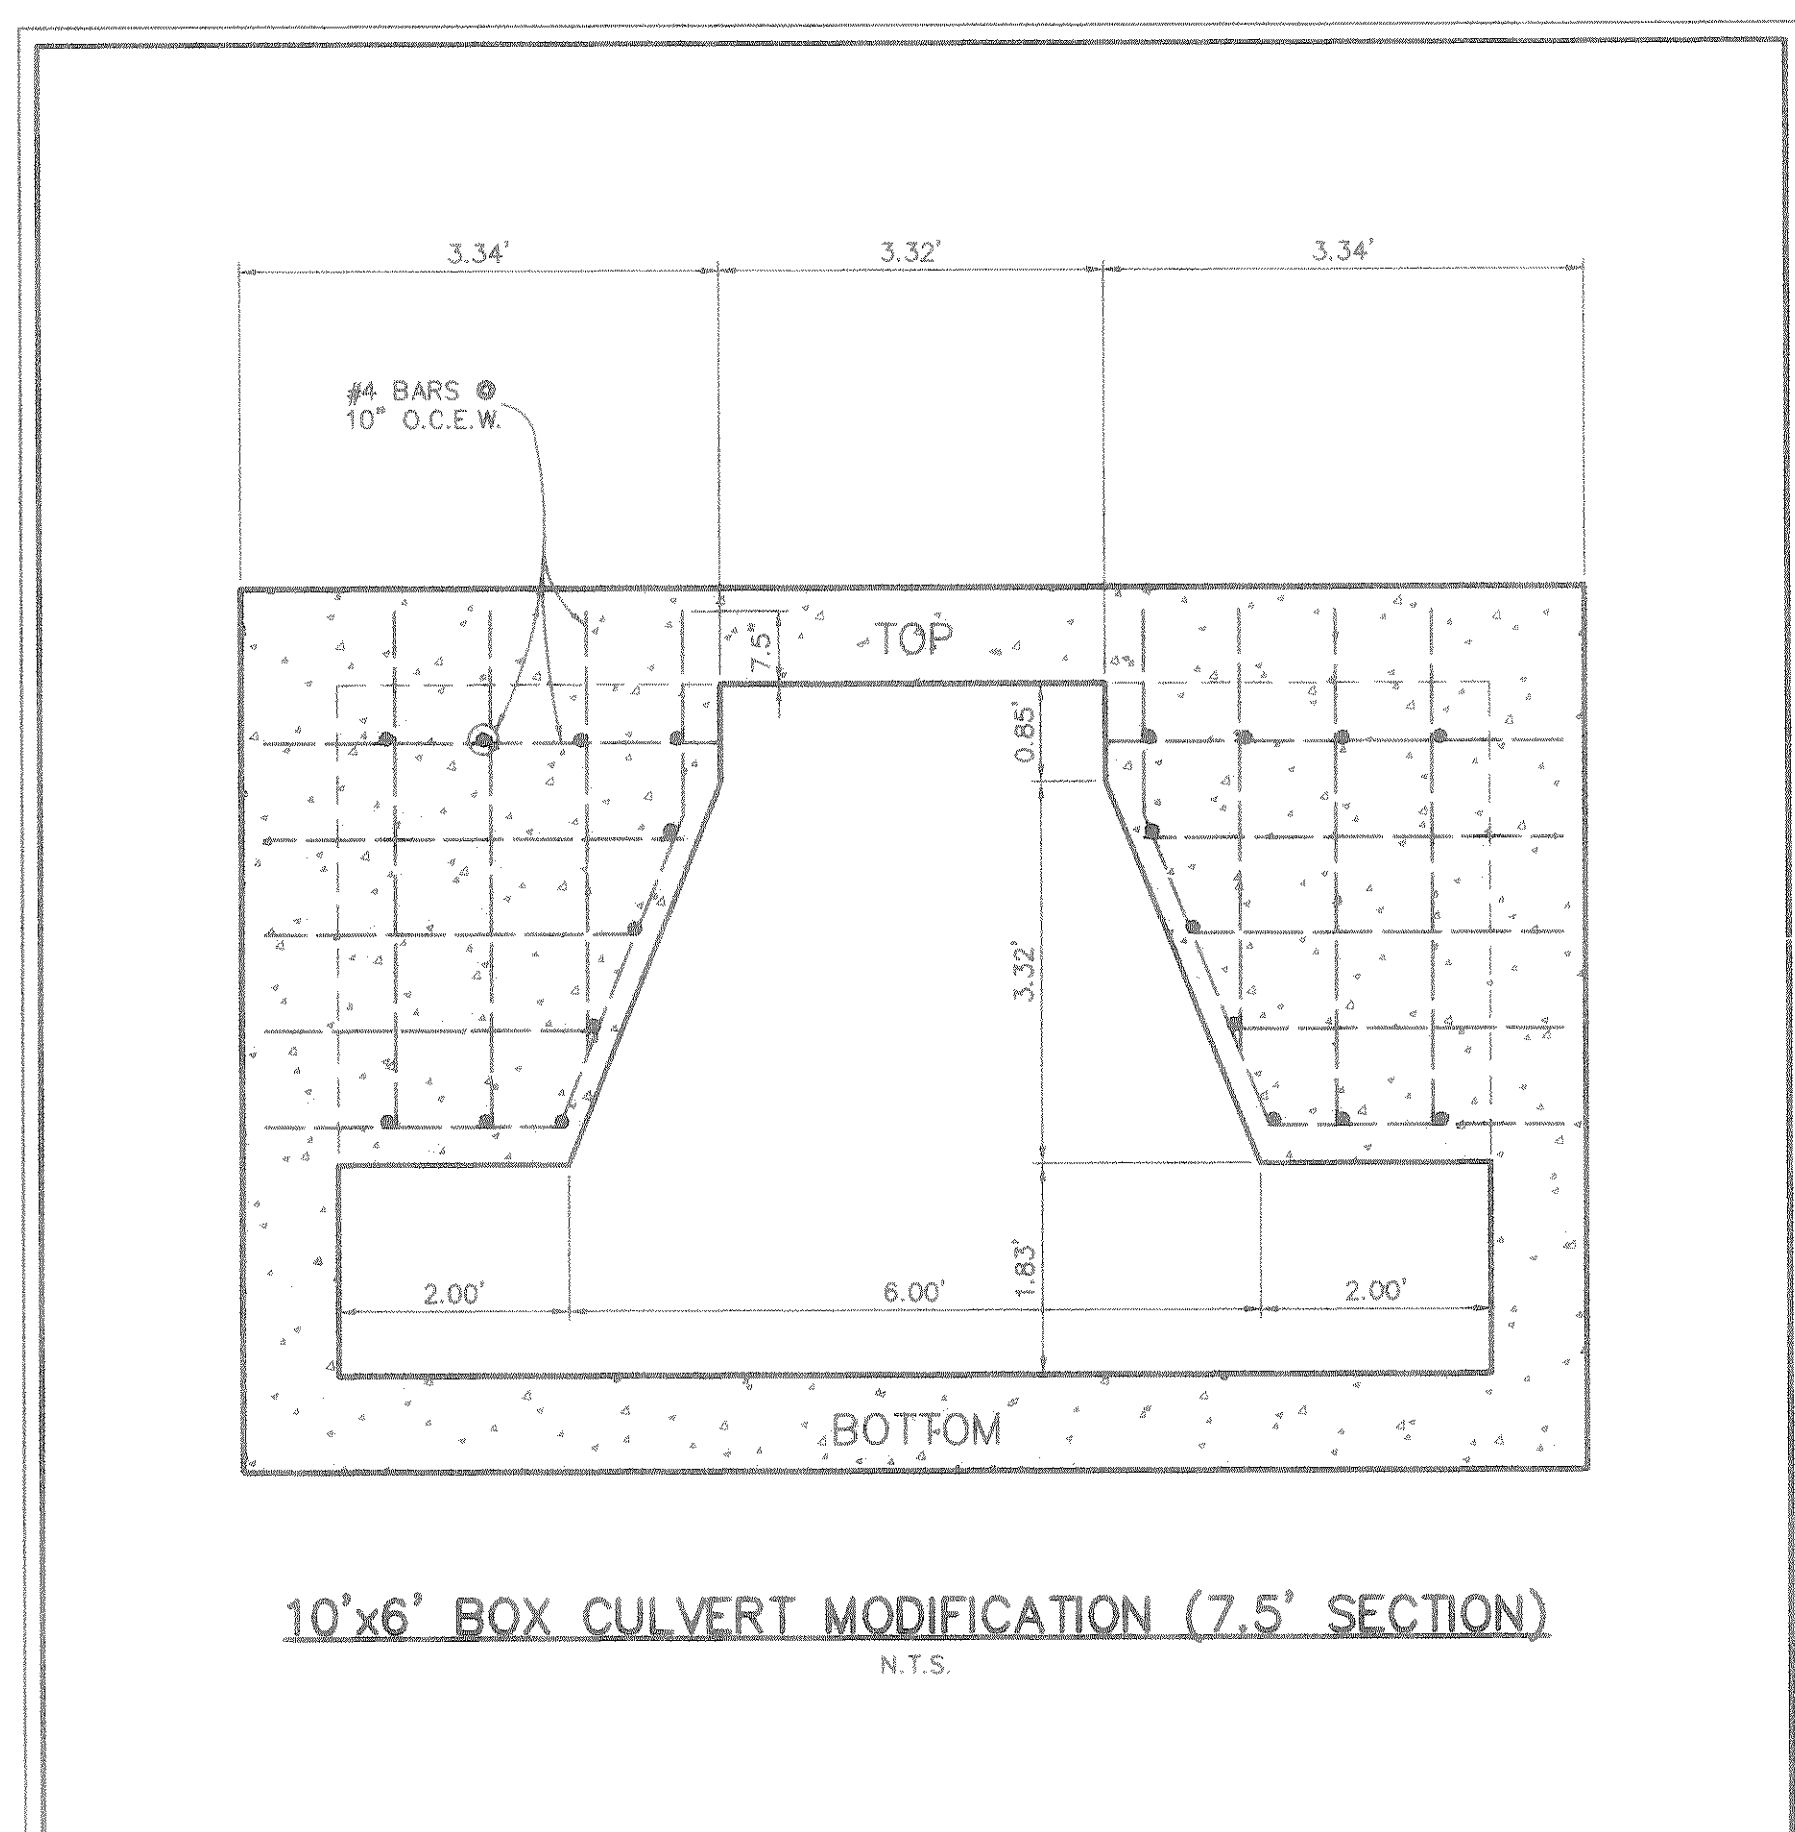 3.34' 3.32' 3.34'
#4 BARS @
10" O.C.E.W.
7.5"
TOP
0.85'
3.32'
1.83'
2.00' 6.00' 2.00'
BOTTOM
10'x6' BOX CULVERT MODIFICATION (7.5' SECTION)
N.T.S.